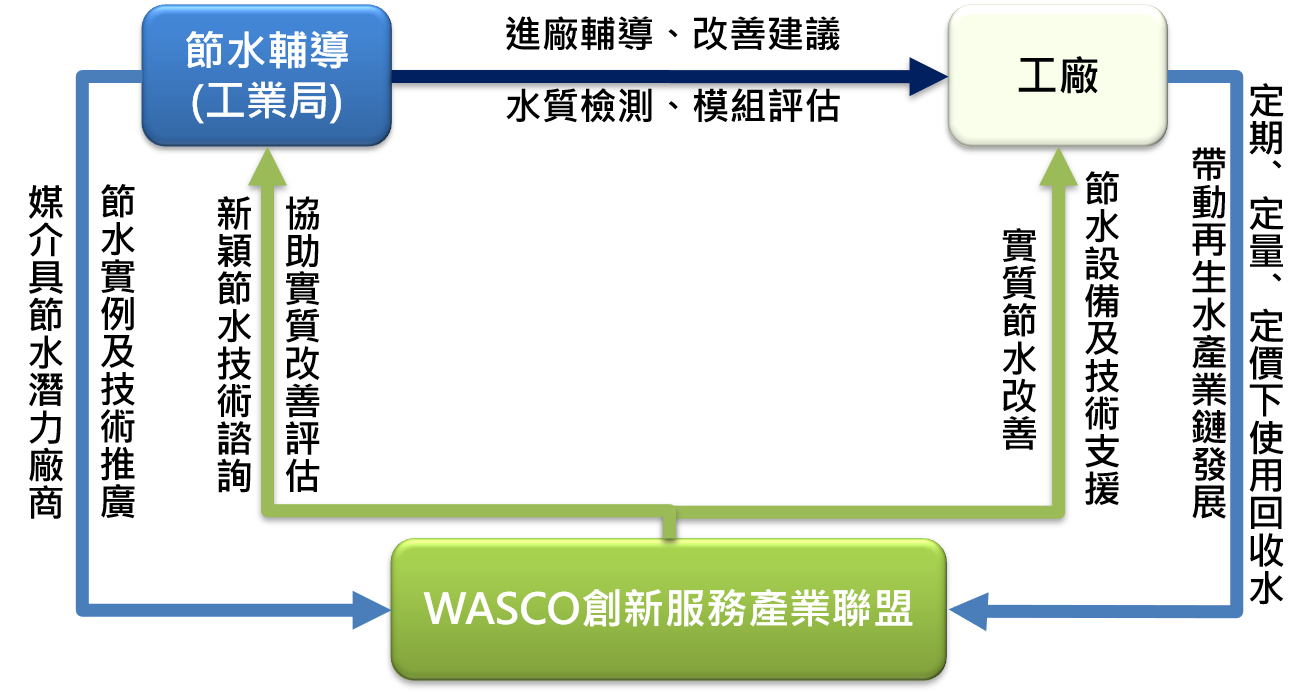 節水輔導
(工業局)
進廠輔導、改善建議
水質檢測、模組評估
工廠
媒介具節水潛力廠商
節水實例及技術推廣
新穎節水技術諮詢
協助實質改善評估
實質節水改善
節水設備及技術支援
帶動再生水產業鏈發展
定期、定量、定價下使用回收水
WASCO創新服務產業聯盟